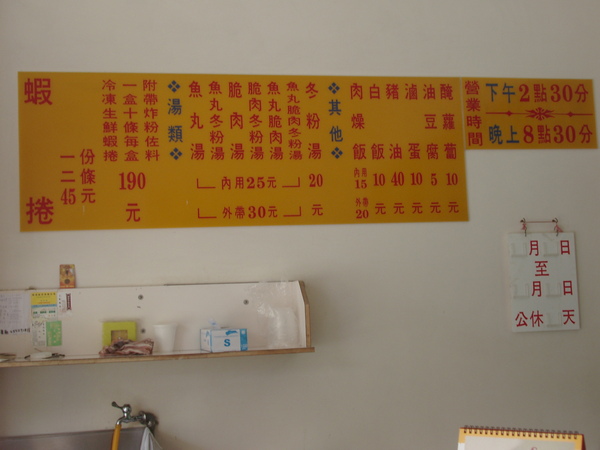 蝦捲
一份
二條
45元
冷凍生鮮蝦捲
一盒十條每盒
附帶炸粉佐料
190元
❖湯類❖
魚丸湯
魚丸冬粉湯
脆肉湯
脆肉冬粉湯
魚丸脆肉湯
魚丸脆肉冬粉湯
內用25元
外帶30元
冬粉湯 20元
❖其他❖
肉燥飯 內用15 外帶20
白飯 10元
豬油 40元
滷蛋 10元
油豆腐 5元
醃蘿蔔 10元
營業時間
下午2點30分
晚上8點30分
月 日
至
月 日
公休 天
S